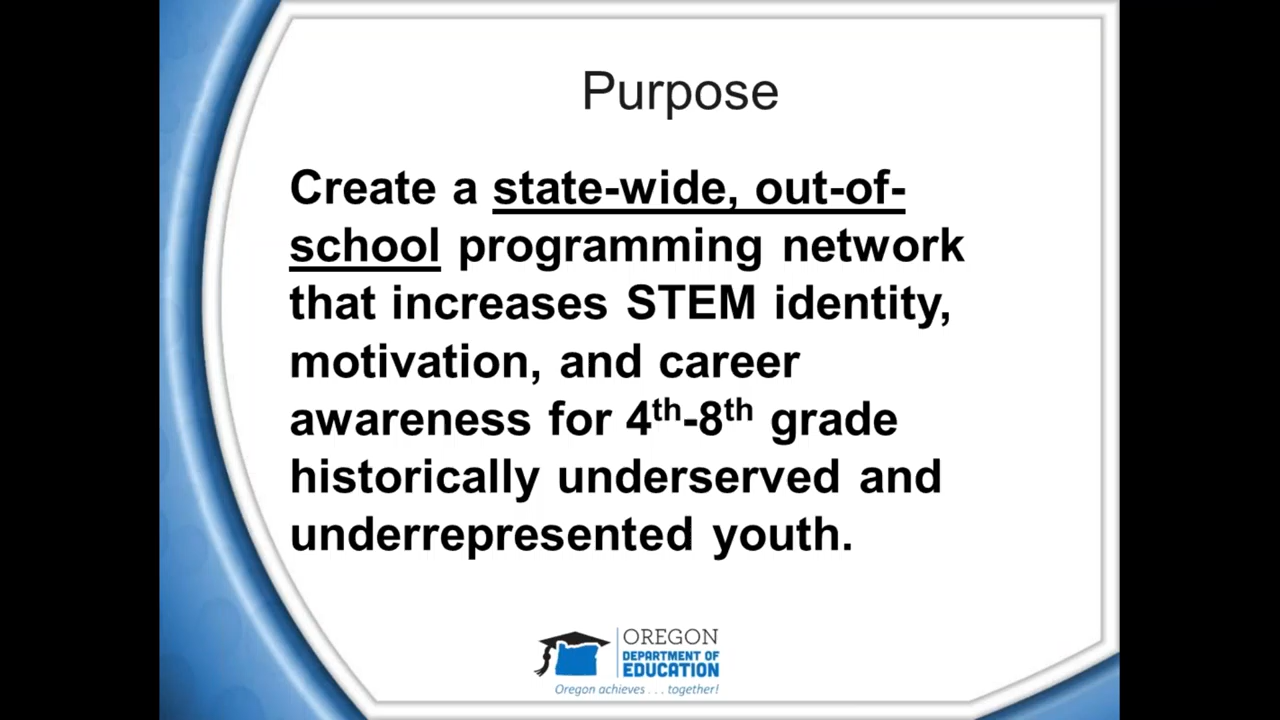 Purpose
Create a state-wide, out-of-
school programming network
that increases STEM identity,
motivation, and career
awareness for 4th-8th grade
historically underserved and
underrepresented youth.
OREGON
DEPARTMENT OF
EDUCATION
Oregon achieves . . . together!